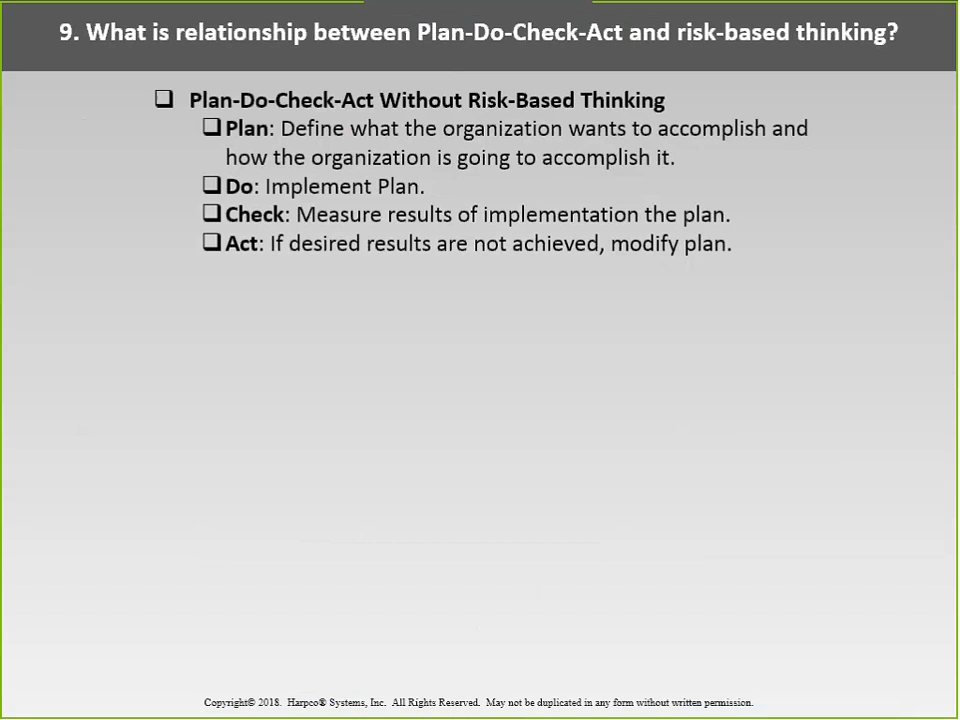 9. What is relationship between Plan-Do-Check-Act and risk-based thinking?
Plan-Do-Check-Act Without Risk-Based Thinking
Plan: Define what the organization wants to accomplish and
how the organization is going to accomplish it.
Do: Implement Plan.
Check: Measure results of implementation the plan.
Act: If desired results are not achieved, modify plan.
Copyright© 2018. Harpco® Systems, Inc. All Rights Reserved. May not be duplicated in any form without written permission.